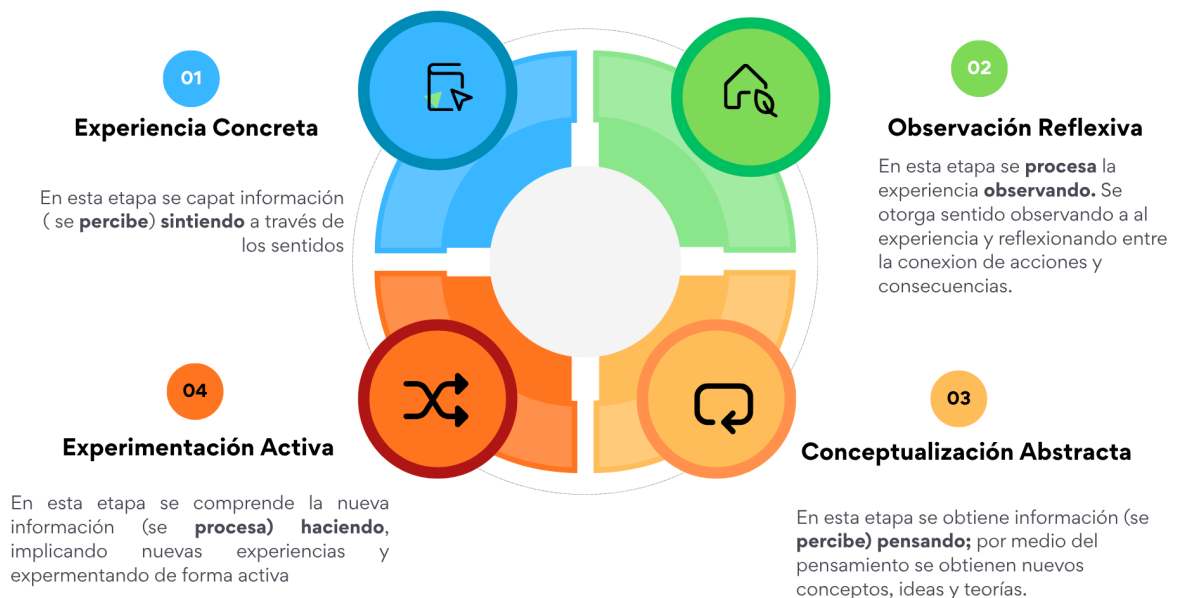 01
Experiencia Concreta
En esta etapa se capat información
( se percibe) sintiendo a través de
los sentidos
02
Observación Reflexiva
En esta etapa se procesa la
experiencia observando. Se
otorga sentido observando a al
experiencia y reflexionando entre
la conexion de acciones y
consecuencias.
03
Conceptualización Abstracta
En esta etapa se obtiene información (se
percibe) pensando; por medio del
pensamiento se obtienen nuevos
conceptos, ideas y teorías.
04
Experimentación Activa
En esta etapa se comprende la nueva
información (se procesa) haciendo,
implicando nuevas experiencias y
expermentando de forma activa